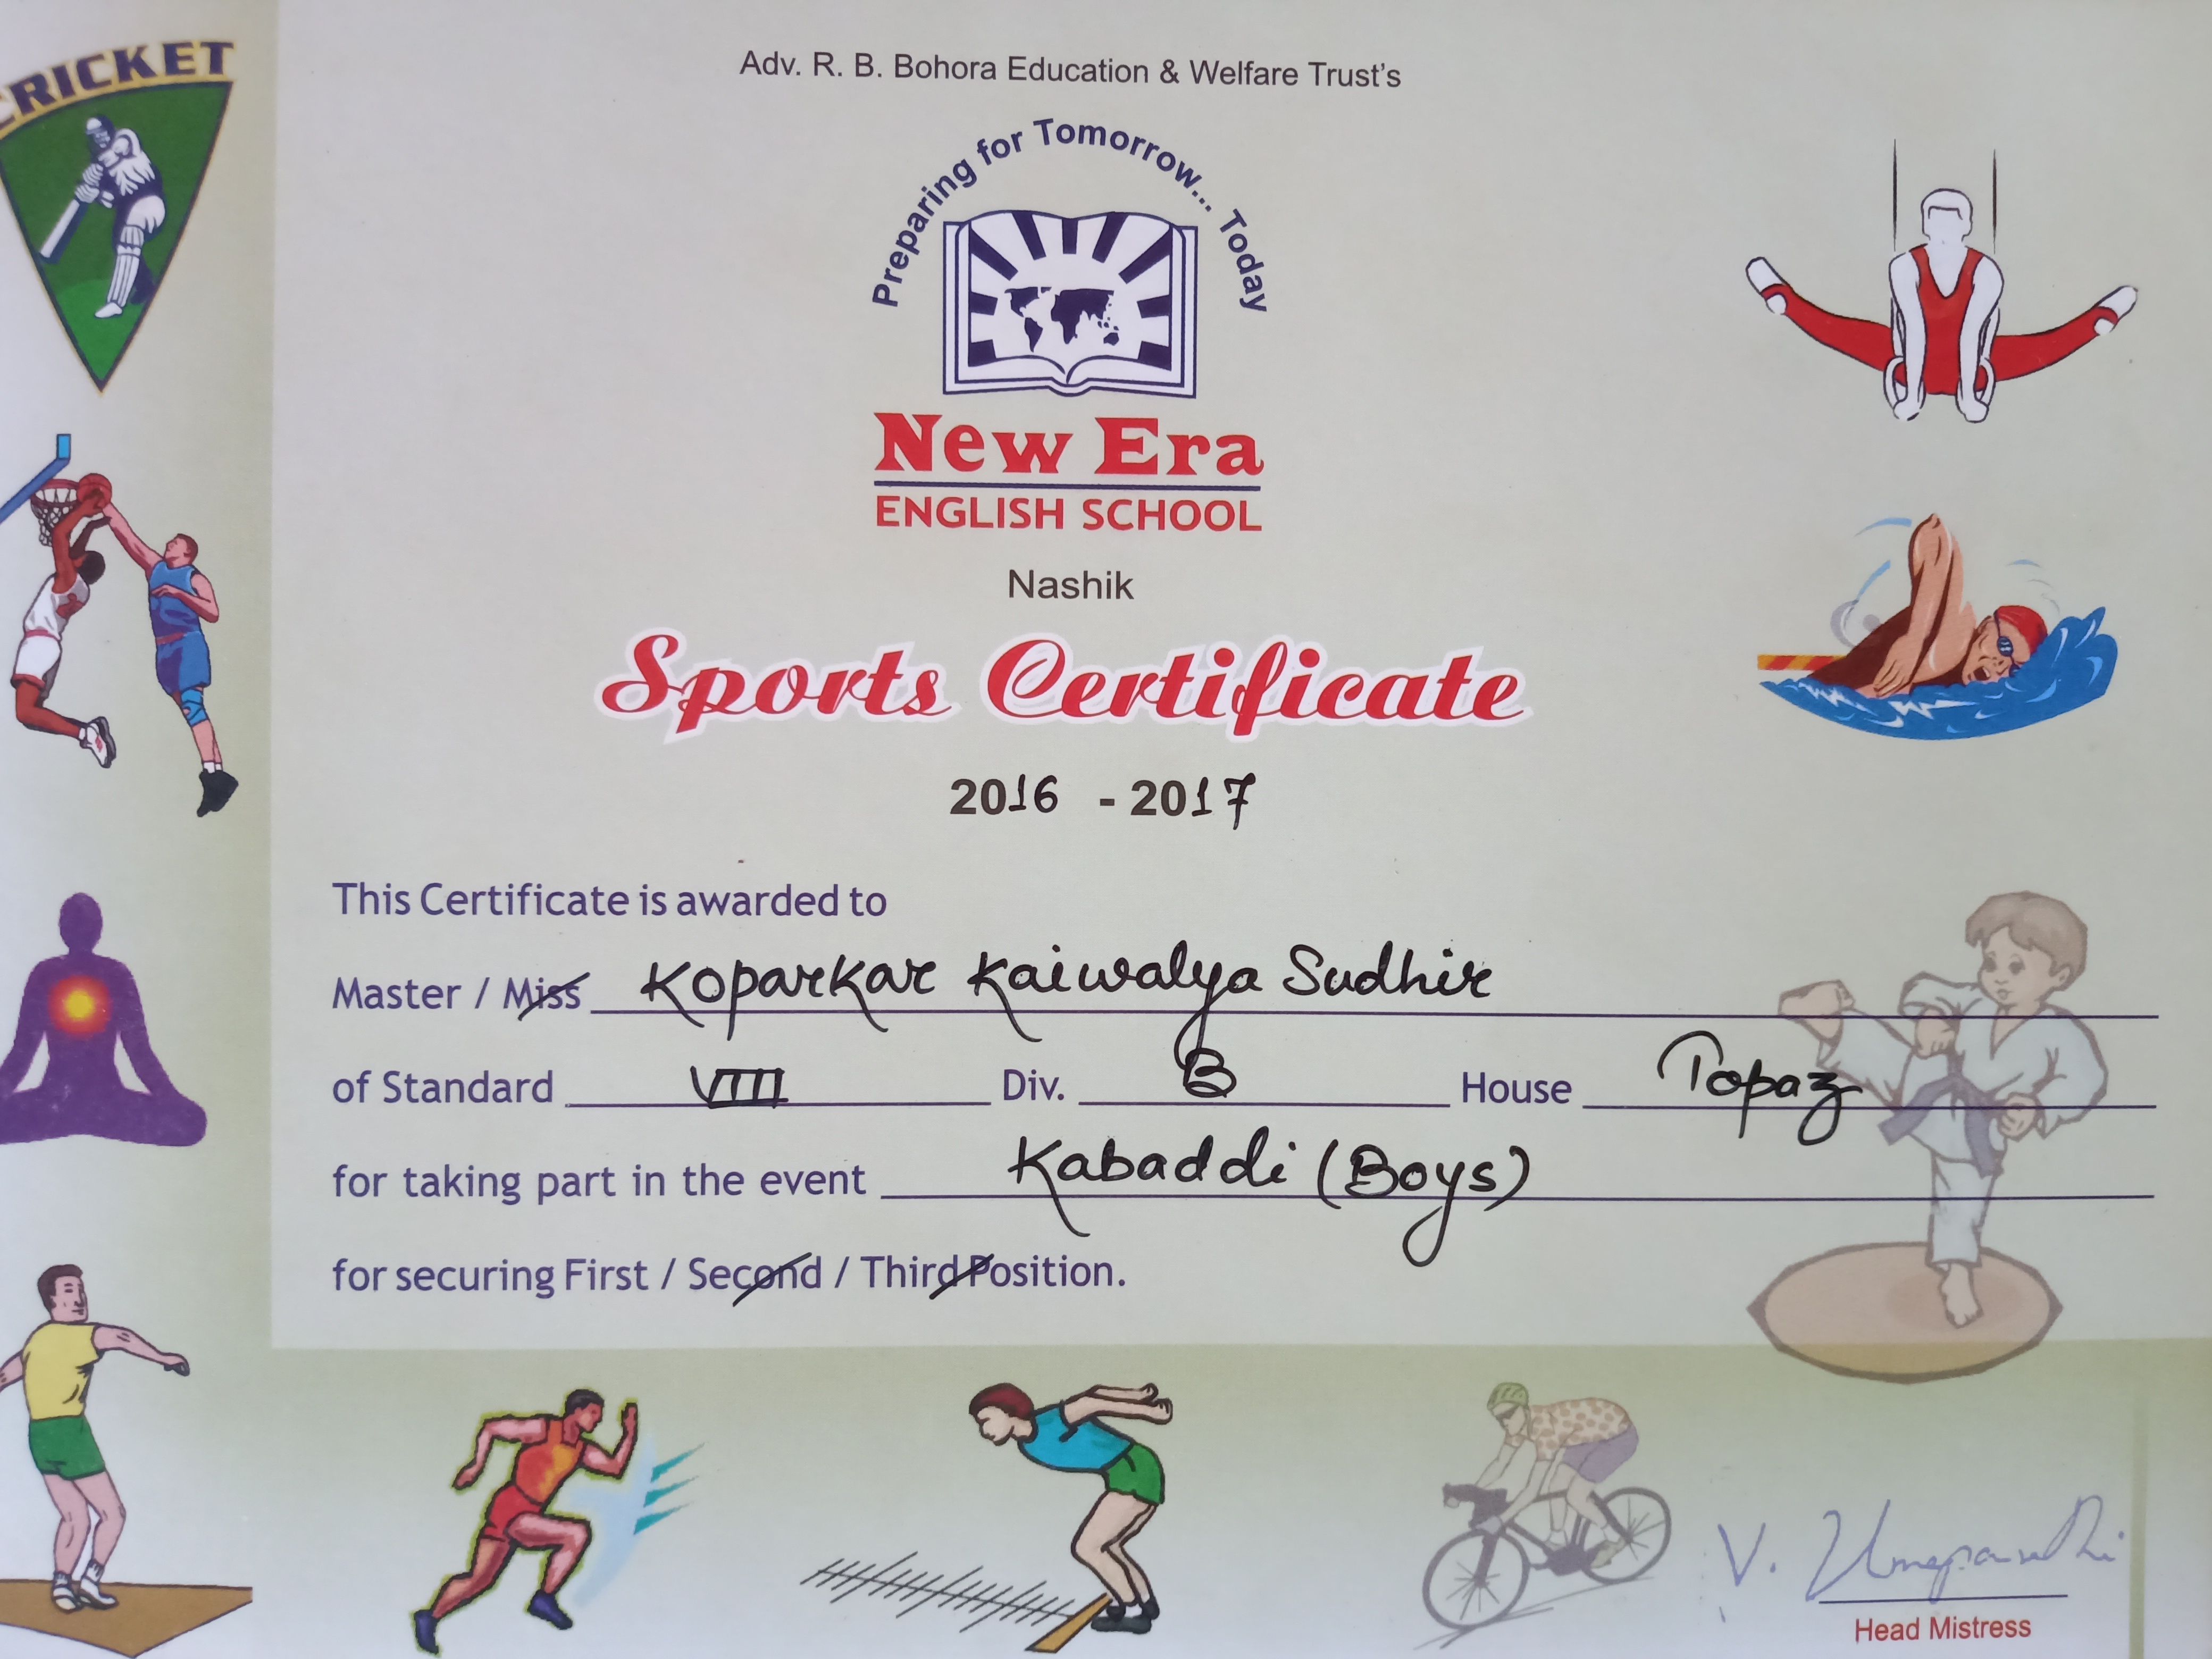 CRICKET
Adv. R. B. Bohora Education & Welfare Trust's
Preparing for Tomorrow... Today
New Era
ENGLISH SCHOOL
Nashik
Sports Certificate
2016 - 2017
This Certificate is awarded to
Master / Miss Koparkar Kaiwalya Sudhir
of Standard VIII Div. B House Topaz
for taking part in the event Kabaddi (Boys)
for securing First / Second / Third Position.
V.
Head Mistress